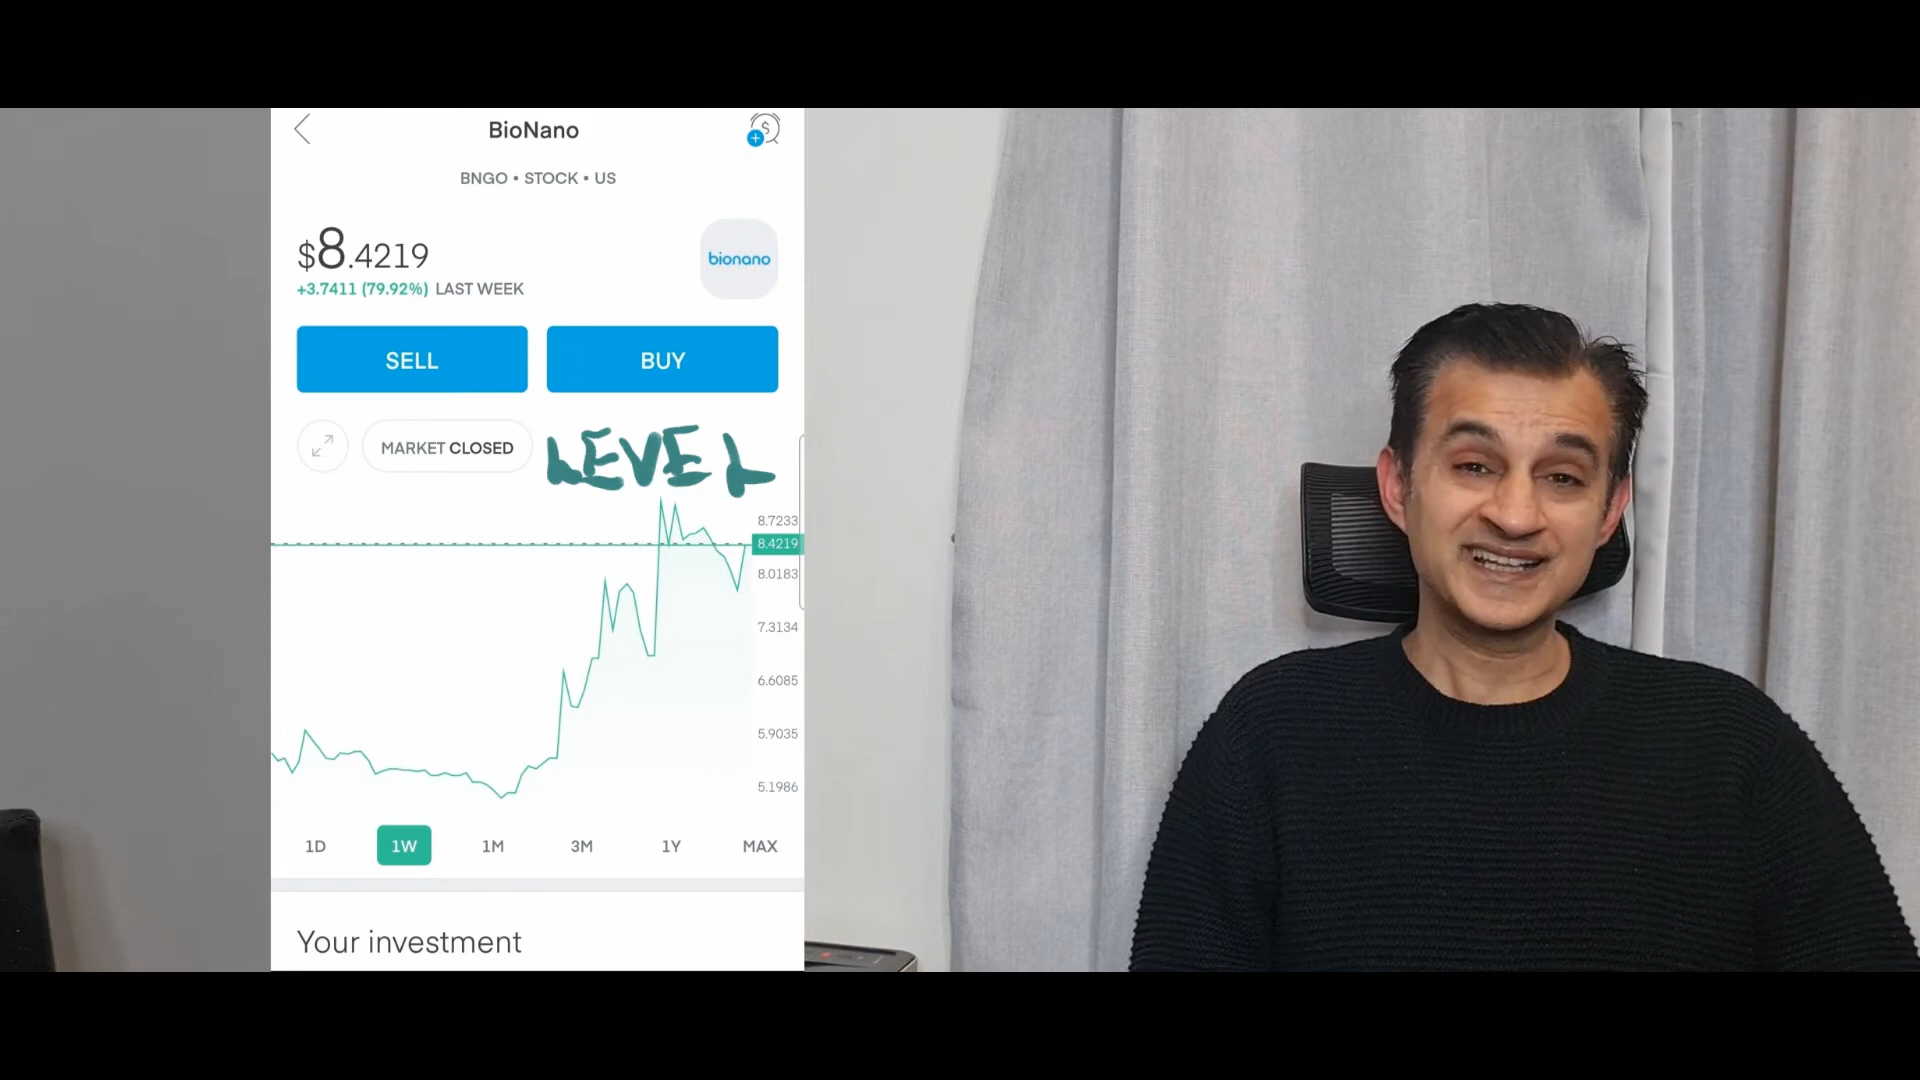 BioNano
BNGO • STOCK • US
$8.4219
+3.7411 (79.92%) LAST WEEK
bionano
SELL
BUY
MARKET CLOSED
LEVEL
8.7233
8.4219
8.0183
7.3134
6.6085
5.9035
5.1986
1D 1W 1M 3M 1Y MAX
Your investment